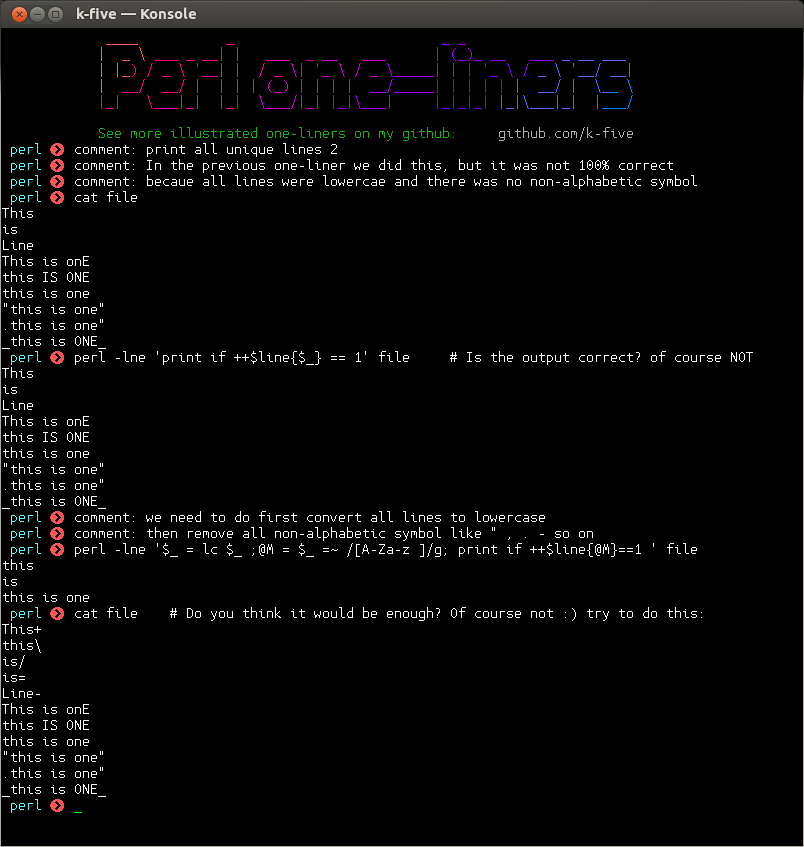 k-five — Konsole
Perl one-liners
See more illustrated one-liners on my github: github.com/k-five
perl comment: print all unique lines 2
perl comment: In the previous one-liner we did this, but it was not 100% correct
perl comment: becaue all lines were lowercae and there was no non-alphabetic symbol
perl cat file
This
is
Line
This is onE
this IS ONE
this is one
"this is one"
.this is one"
_this is ONE_
perl perl -lne 'print if ++$line{$_} == 1' file # Is the output correct? of course NOT
This
is
Line
This is onE
this IS ONE
this is one
"this is one"
.this is one"
_this is ONE_
perl comment: we need to do first convert all lines to lowercase
perl comment: then remove all non-alphabetic symbol like " , . - so on
perl perl -lne '$_ = lc $_ ;@M = $_ =~ /[A-Za-z ]/g; print if ++$line{@M}==1 ' file
this
is
this is one
perl cat file # Do you think it would be enough? Of course not :) try to do this:
This+
this\
is/
is=
Line-
This is onE
this IS ONE
this is one
"this is one"
.this is one"
_this is ONE_
perl _